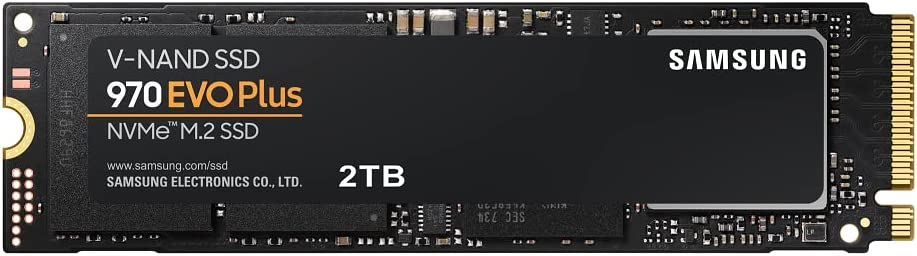 V-NAND SSD
SAMSUNG
970 EVO Plus
NVMe™ M.2 SSD
www.samsung.com/ssd
SAMSUNG ELECTRONICS CO., LTD.
2TB
SEC 734